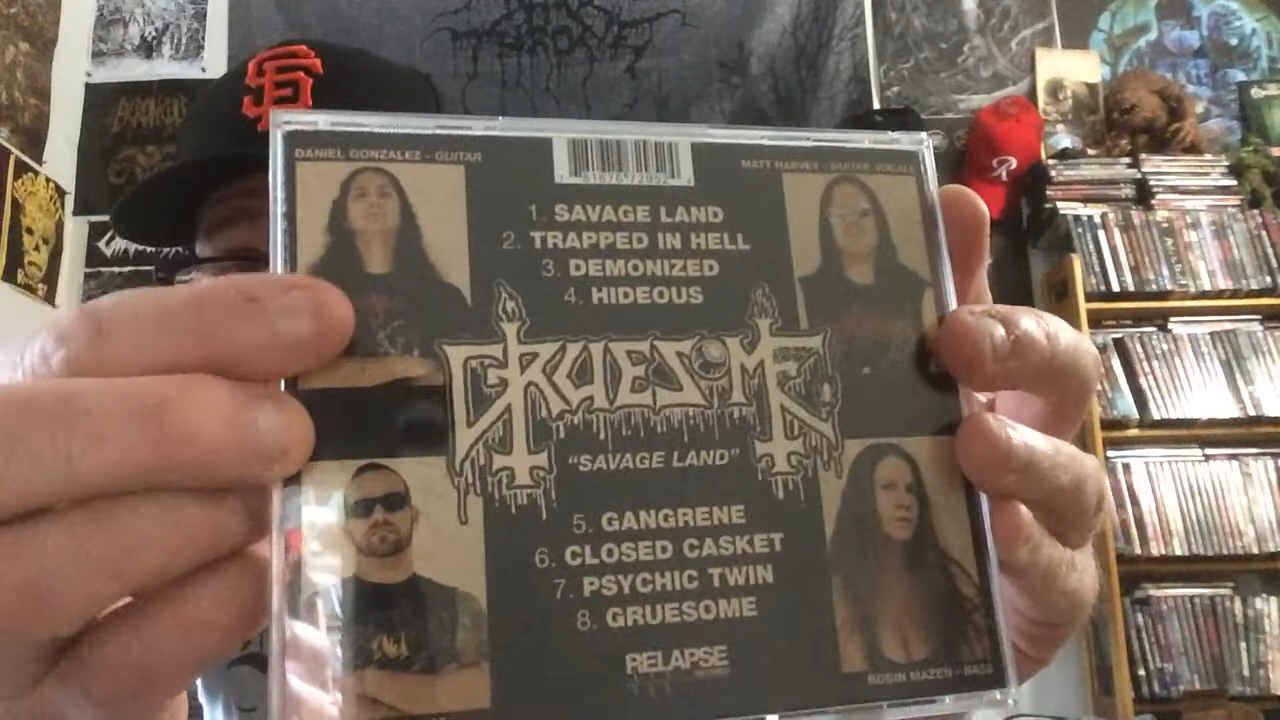 SF
DANIEL GONZALEZ - GUITAR
MATT HARVEY - GUITAR, VOCALS
1. SAVAGE LAND
2. TRAPPED IN HELL
3. DEMONIZED
4. HIDEOUS
GRUESOME
"SAVAGE LAND"
5. GANGRENE
6. CLOSED CASKET
7. PSYCHIC TWIN
8. GRUESOME
RELAPSE
ROBIN MAZEN - BASS
R